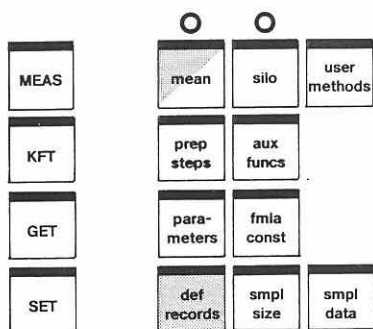 MEAS
mean
silo
user
methods
KFT
prep
steps
aux
funcs
GET
para-
meters
fmla
const
SET
def
records
smpl
size
smpl
data